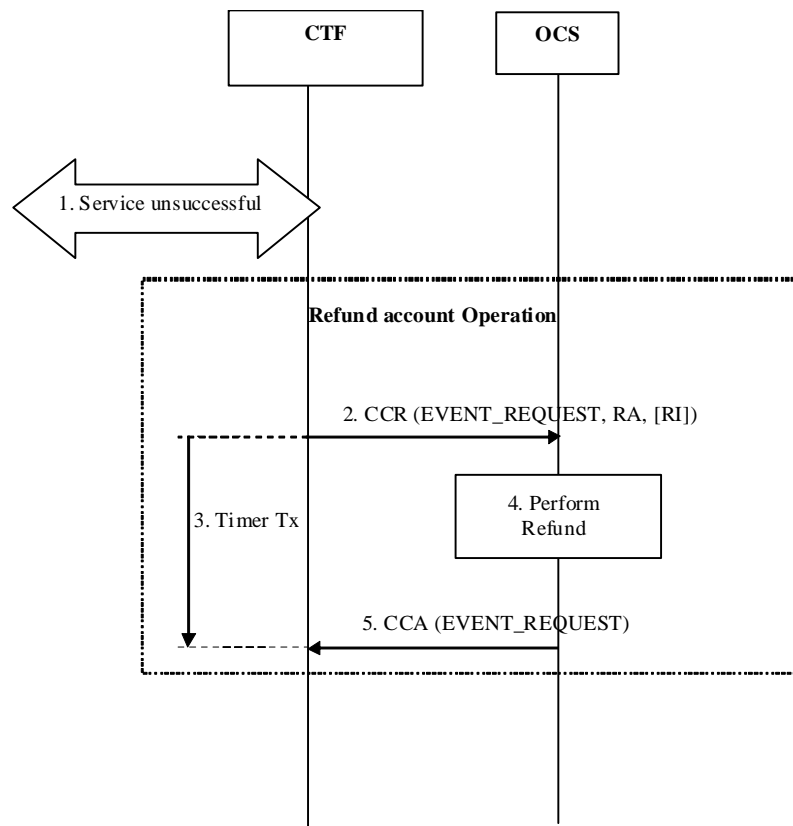 CTF
OCS
1. Service unsuccessful
Refund account Operation
2. CCR (EVENT_REQUEST, RA, [RI])
3. Timer Tx
4. Perform
Refund
5. CCA (EVENT_REQUEST)